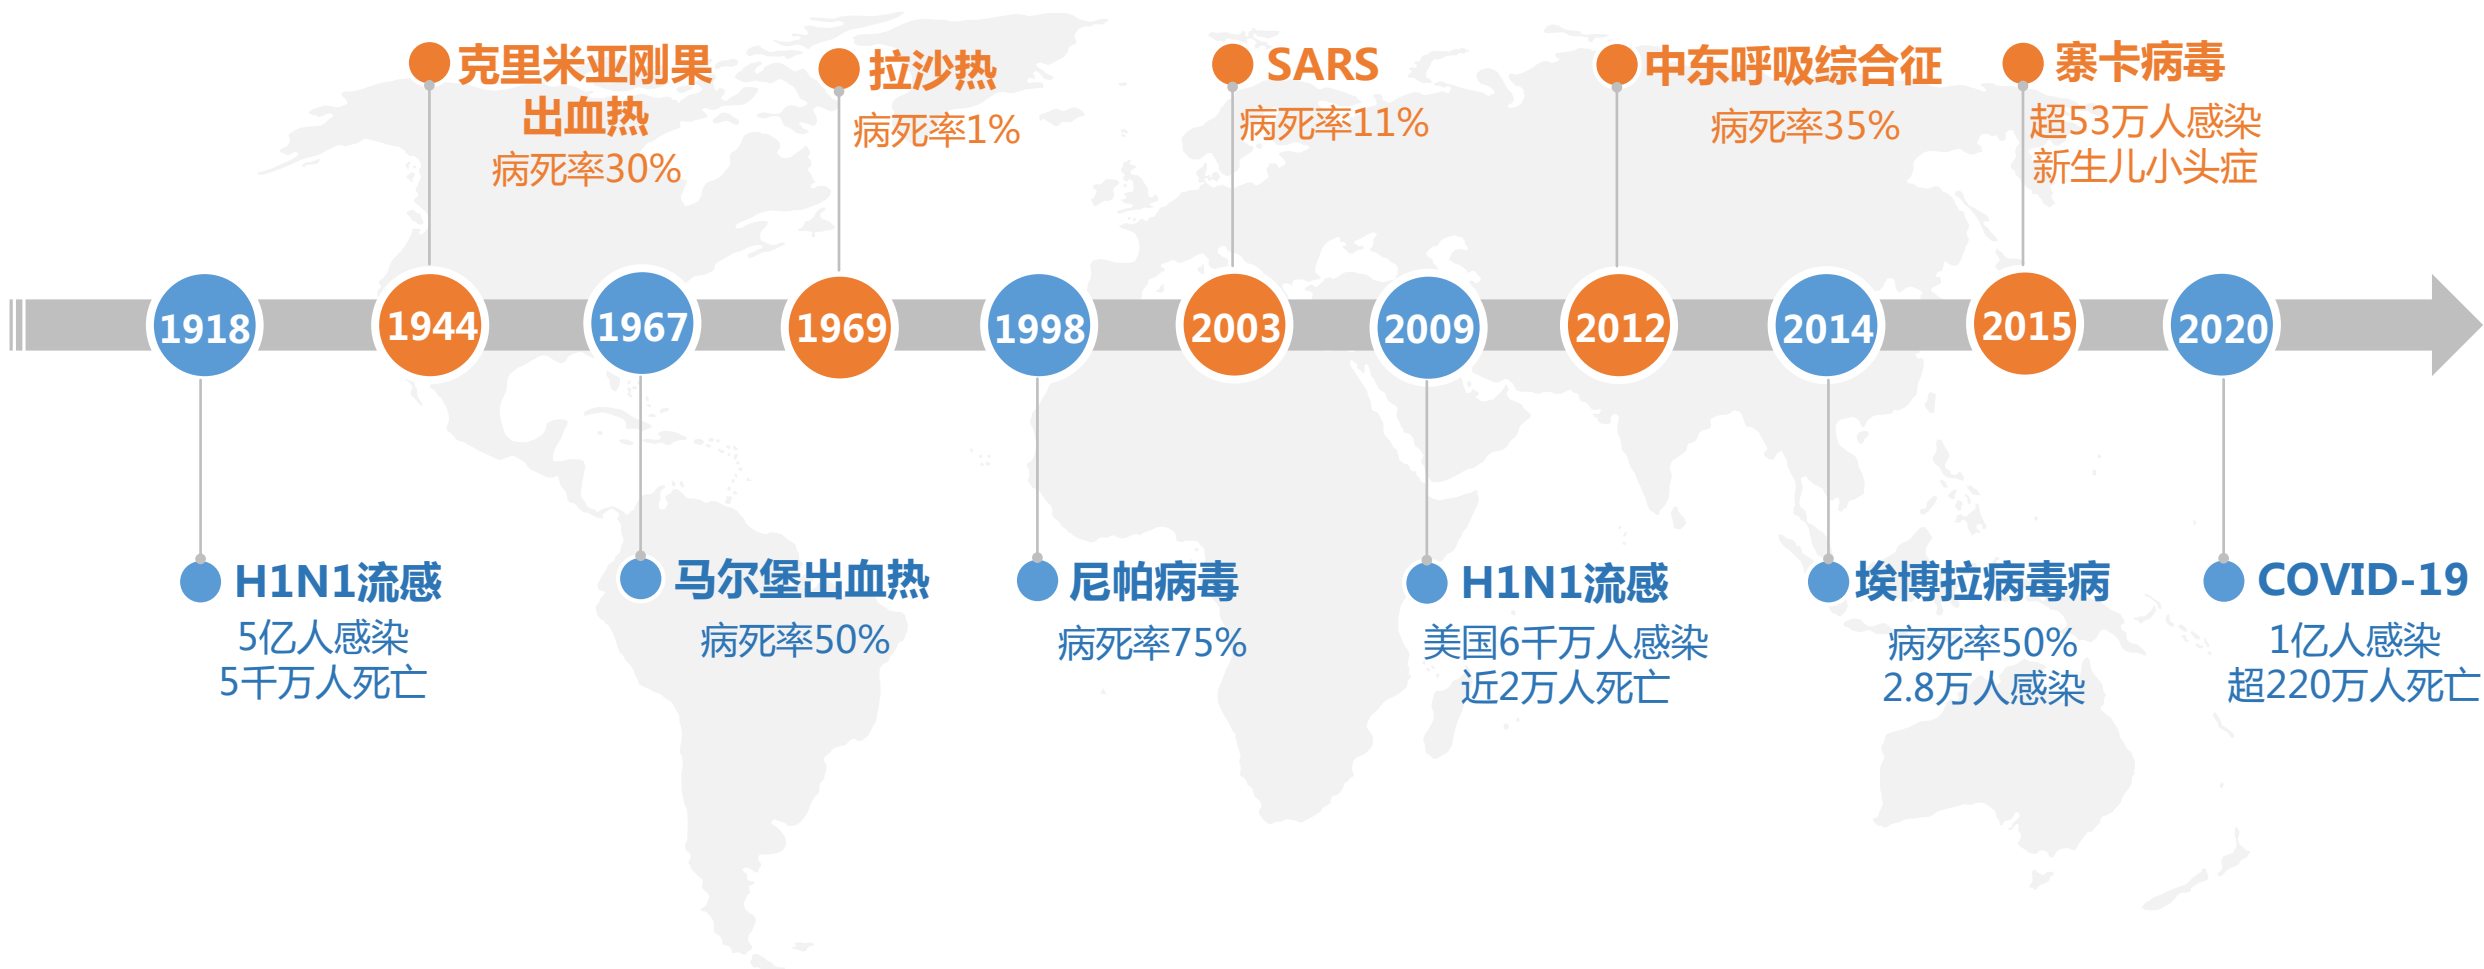 克里米亚刚果
出血热
病死率30%
拉沙热
病死率1%
SARS
病死率11%
中东呼吸综合征
病死率35%
寨卡病毒
超53万人感染
新生儿小头症
1918
1944
1967
1969
1998
2003
2009
2012
2014
2015
2020
H1N1流感
5亿人感染
5千万人死亡
马尔堡出血热
病死率50%
尼帕病毒
病死率75%
H1N1流感
美国6千万人感染
近2万人死亡
埃博拉病毒病
病死率50%
2.8万人感染
COVID-19
1亿人感染
超220万人死亡